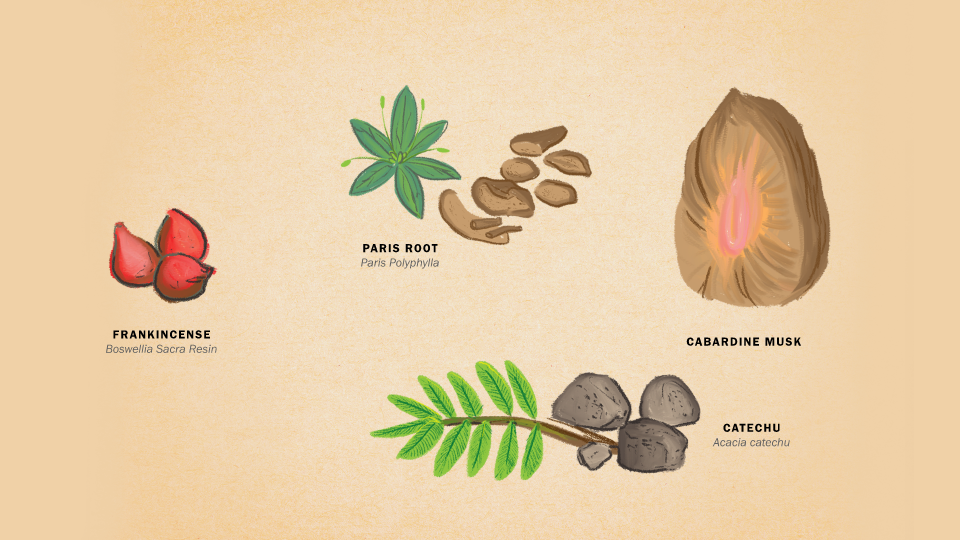 PARIS ROOT
Paris Polyphylla
FRANKINCENSE
Boswellia Sacra Resin
CABARDINE MUSK
CATECHU
Acacia catechu